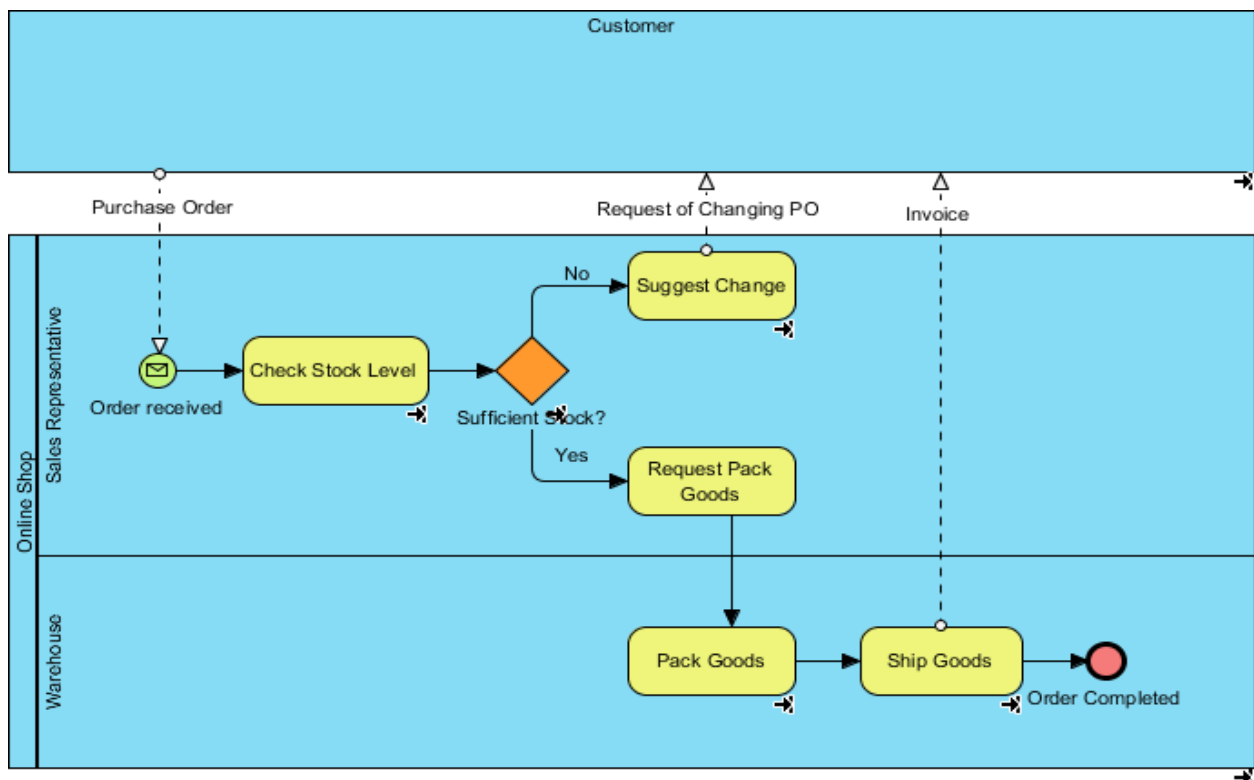 Customer
Purchase Order
Request of Changing PO
Invoice
Online Shop
Sales Representative
No
Suggest Change
Order received
Check Stock Level
Sufficient Stock?
Yes
Request Pack
Goods
Warehouse
Pack Goods
Ship Goods
Order Completed